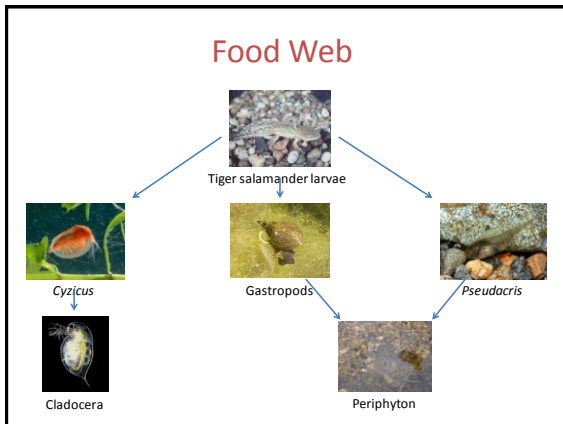 Food Web
Tiger salamander larvae
Cyzicus
Gastropods
Pseudacris
Cladocera
Periphyton